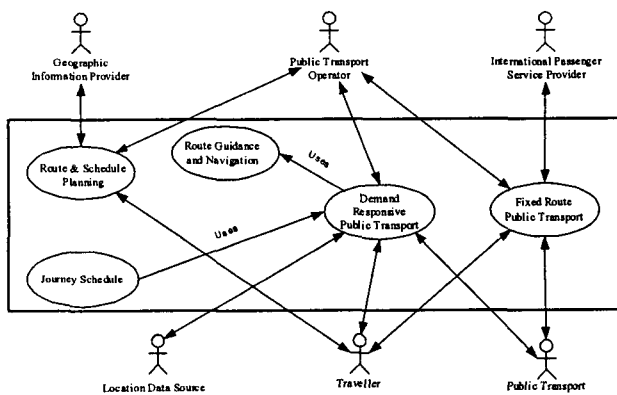 Geographic
Information Provider
Public Transport
Operator
International Passenger
Service Provider
Route Guidance
and Navigation
Uses
Route & Schedule
Planning
Demand
Responsive
Public Transport
Fixed Route
Public Transport
Uses
Journey Schedule
Location Data Source
Traveller
Public Transport